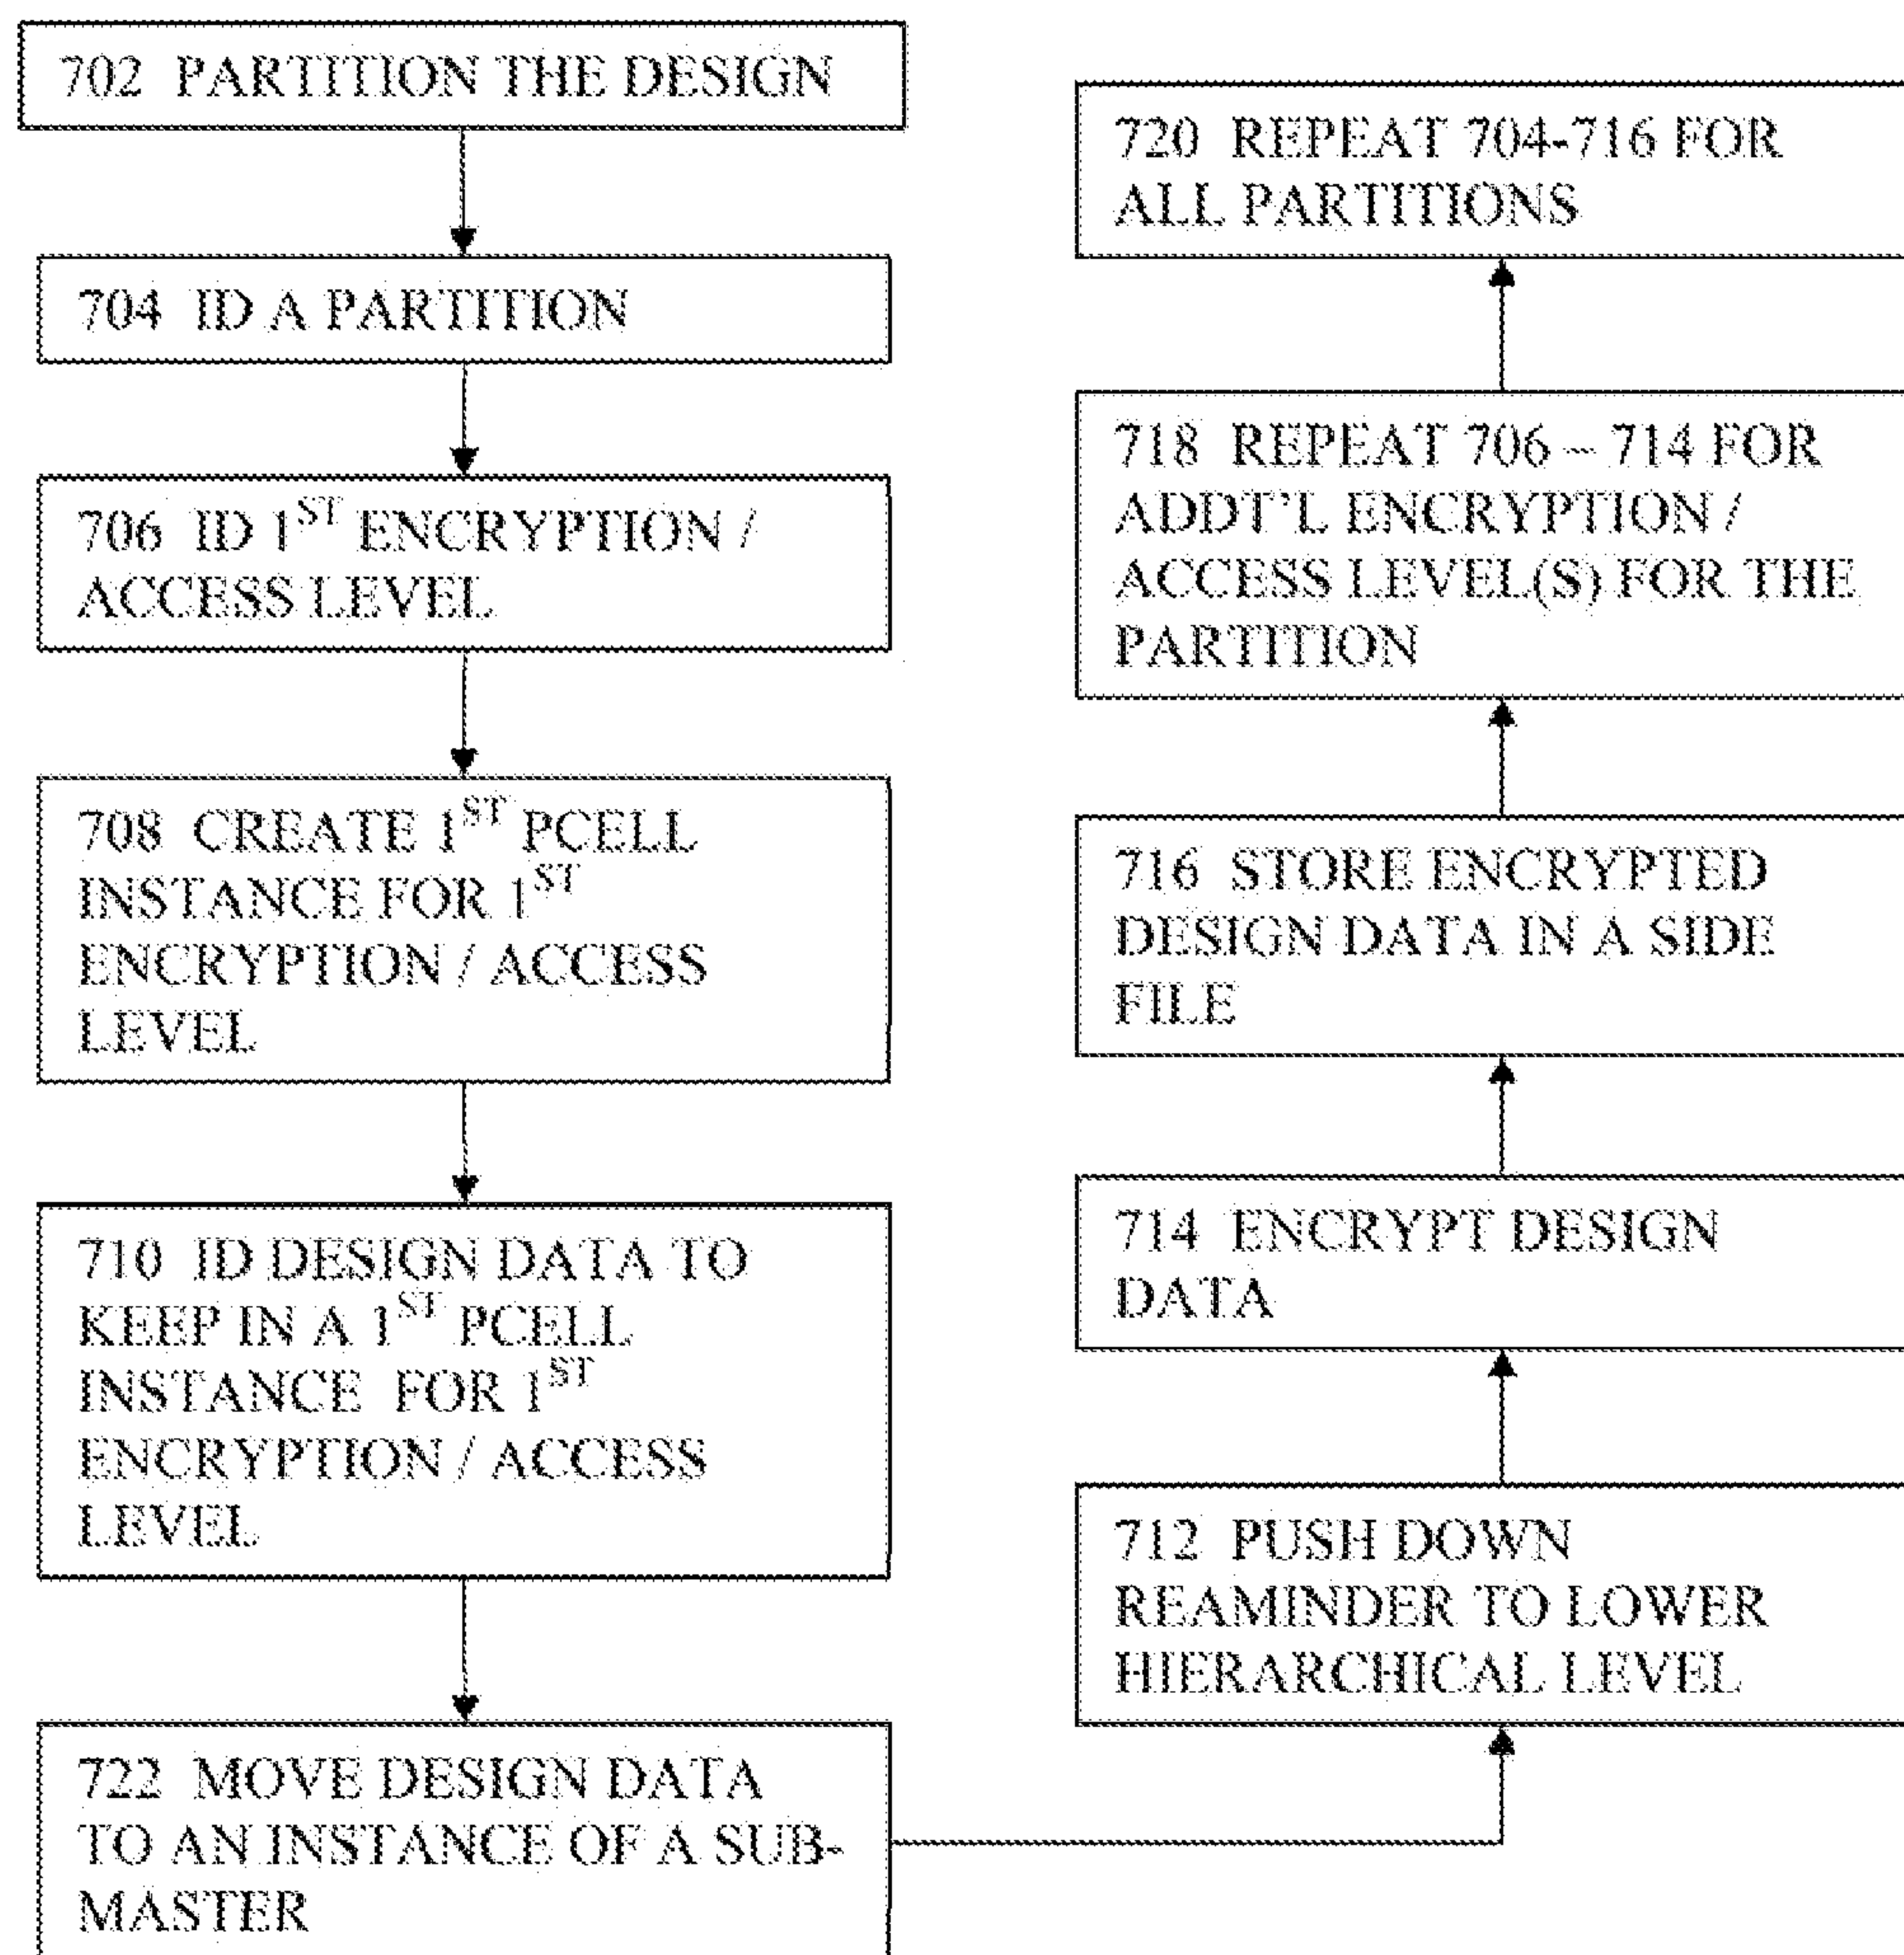 702 PARTITION THE DESIGN
704 ID A PARTITION
706 ID 1ST ENCRYPTION /
ACCESS LEVEL
708 CREATE 1ST PCELL
INSTANCE FOR 1ST
ENCRYPTION / ACCESS
LEVEL
710 ID DESIGN DATA TO
KEEP IN A 1ST PCELL
INSTANCE FOR 1ST
ENCRYPTION / ACCESS
LEVEL
722 MOVE DESIGN DATA
TO AN INSTANCE OF A SUB-
MASTER
712 PUSH DOWN
REAMINDER TO LOWER
HIERARCHICAL LEVEL
714 ENCRYPT DESIGN
DATA
716 STORE ENCRYPTED
DESIGN DATA IN A SIDE
FILE
718 REPEAT 706 – 714 FOR
ADDT'L ENCRYPTION /
ACCESS LEVEL(S) FOR THE
PARTITION
720 REPEAT 704-716 FOR
ALL PARTITIONS